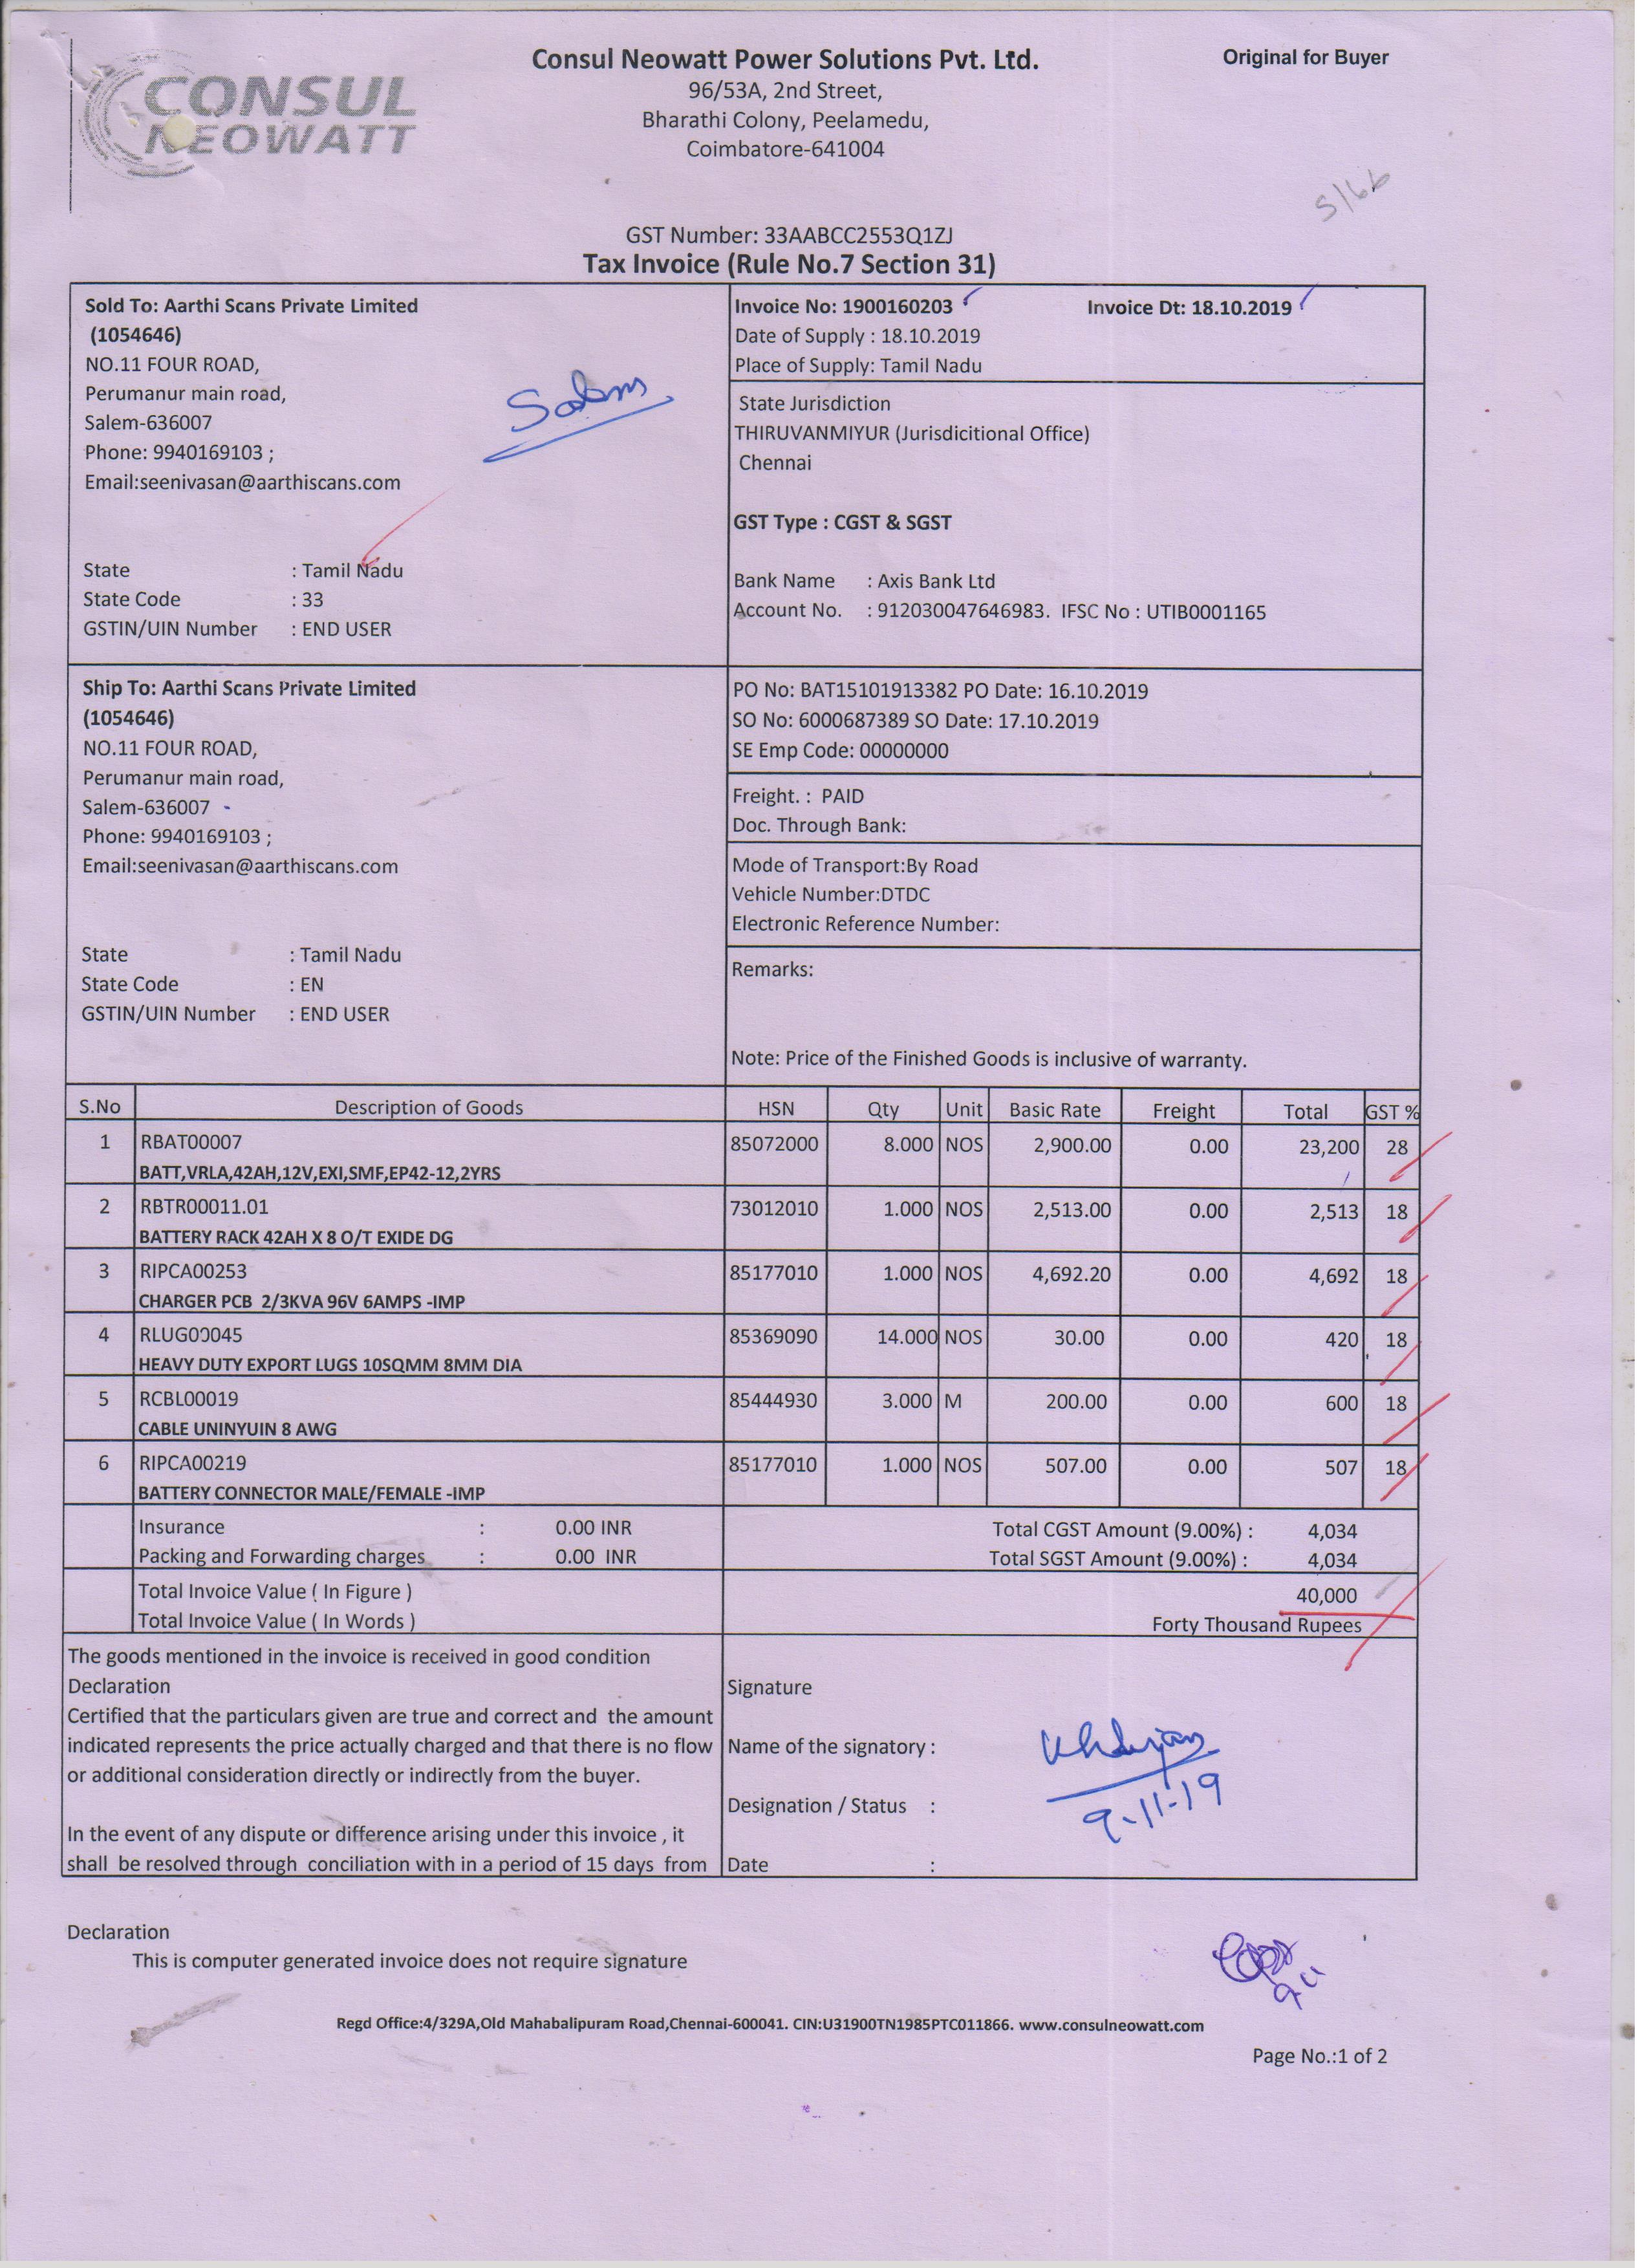 CONSUL
NEOWATT
Consul Neowatt Power Solutions Pvt. Ltd.
Original for Buyer
96/53A, 2nd Street,
Bharathi Colony, Peelamedu,
Coimbatore-641004
5166
GST Number: 33AABCC2553Q1ZJ
Tax Invoice (Rule No.7 Section 31)
Sold To: Aarthi Scans Private Limited
(1054646)
NO.11 FOUR ROAD,
Perumanur main road,
Salem-636007
Phone: 9940169103 ;
Email:seenivasan@aarthiscans.com
Salem
State : Tamil Nadu
State Code : 33
GSTIN/UIN Number : END USER
Invoice No: 1900160203 Invoice Dt: 18.10.2019
Date of Supply : 18.10.2019
Place of Supply: Tamil Nadu
State Jurisdiction
THIRUVANMIYUR (Jurisdicitional Office)
Chennai
GST Type : CGST & SGST
Bank Name : Axis Bank Ltd
Account No. : 912030047646983. IFSC No : UTIB0001165
Ship To: Aarthi Scans Private Limited
(1054646)
NO.11 FOUR ROAD,
Perumanur main road,
Salem-636007
Phone: 9940169103 ;
Email:seenivasan@aarthiscans.com
State : Tamil Nadu
State Code : EN
GSTIN/UIN Number : END USER
PO No: BAT15101913382 PO Date: 16.10.2019
SO No: 6000687389 SO Date: 17.10.2019
SE Emp Code: 00000000
Freight. : PAID
Doc. Through Bank:
Mode of Transport:By Road
Vehicle Number:DTDC
Electronic Reference Number:
Remarks:
Note: Price of the Finished Goods is inclusive of warranty.
S.No Description of Goods HSN Qty Unit Basic Rate Freight Total GST %
1 RBAT00007 85072000 8.000 NOS 2,900.00 0.00 23,200 28
BATT,VRLA,42AH,12V,EXI,SMF,EP42-12,2YRS
2 RBTR00011.01 73012010 1.000 NOS 2,513.00 0.00 2,513 18
BATTERY RACK 42AH X 8 O/T EXIDE DG
3 RIPCA00253 85177010 1.000 NOS 4,692.20 0.00 4,692 18
CHARGER PCB 2/3KVA 96V 6AMPS -IMP
4 RLUG00045 85369090 14.000 NOS 30.00 0.00 420 18
HEAVY DUTY EXPORT LUGS 10SQMM 8MM DIA
5 RCBL00019 85444930 3.000 M 200.00 0.00 600 18
CABLE UNINYUIN 8 AWG
6 RIPCA00219 85177010 1.000 NOS 507.00 0.00 507 18
BATTERY CONNECTOR MALE/FEMALE -IMP
Insurance : 0.00 INR Total CGST Amount (9.00%) : 4,034
Packing and Forwarding charges : 0.00 INR Total SGST Amount (9.00%) : 4,034
Total Invoice Value ( In Figure ) 40,000
Total Invoice Value ( In Words ) Forty Thousand Rupees
The goods mentioned in the invoice is received in good condition
Declaration
Certified that the particulars given are true and correct and the amount
indicated represents the price actually charged and that there is no flow
or additional consideration directly or indirectly from the buyer.
In the event of any dispute or difference arising under this invoice , it
shall be resolved through conciliation with in a period of 15 days from
Signature
Name of the signatory :
9-11-19
Designation / Status :
Date :
Declaration
This is computer generated invoice does not require signature
Regd Office:4/329A,Old Mahabalipuram Road,Chennai-600041. CIN:U31900TN1985PTC011866. www.consulneowatt.com
Page No.:1 of 2